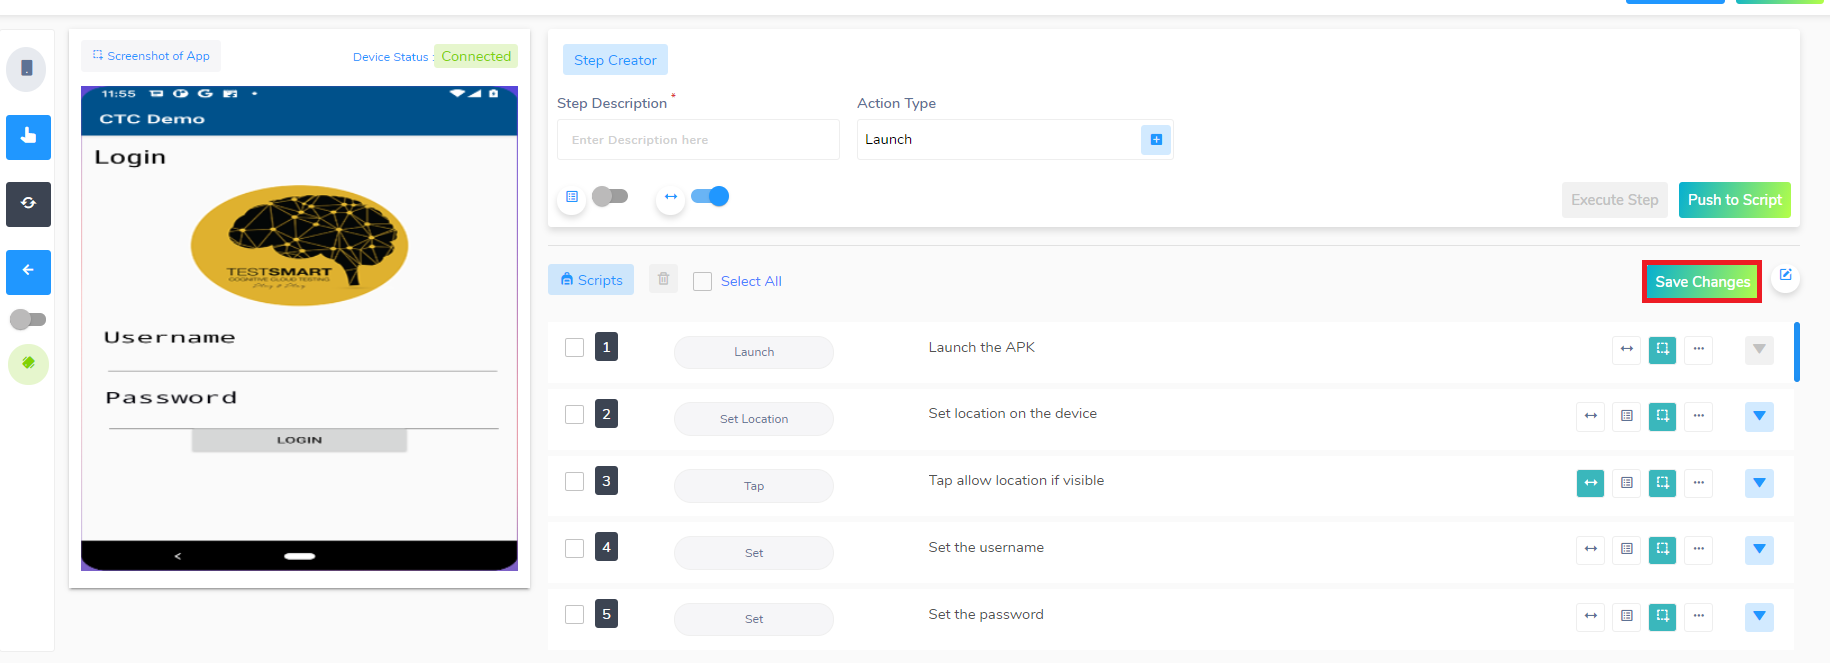 Screenshot of App
Device Status : Connected
11:55
CTC Demo
Login
TESTSMART
COGNITIVE CLOUD TESTING
Plug & Play
Username
Password
LOGIN
Step Creator
Step Description *
Action Type
Enter Description here
Launch
Execute Step
Push to Script
Scripts
Select All
Save Changes
1 Launch Launch the APK
2 Set Location Set location on the device
3 Tap Tap allow location if visible
4 Set Set the username
5 Set Set the password